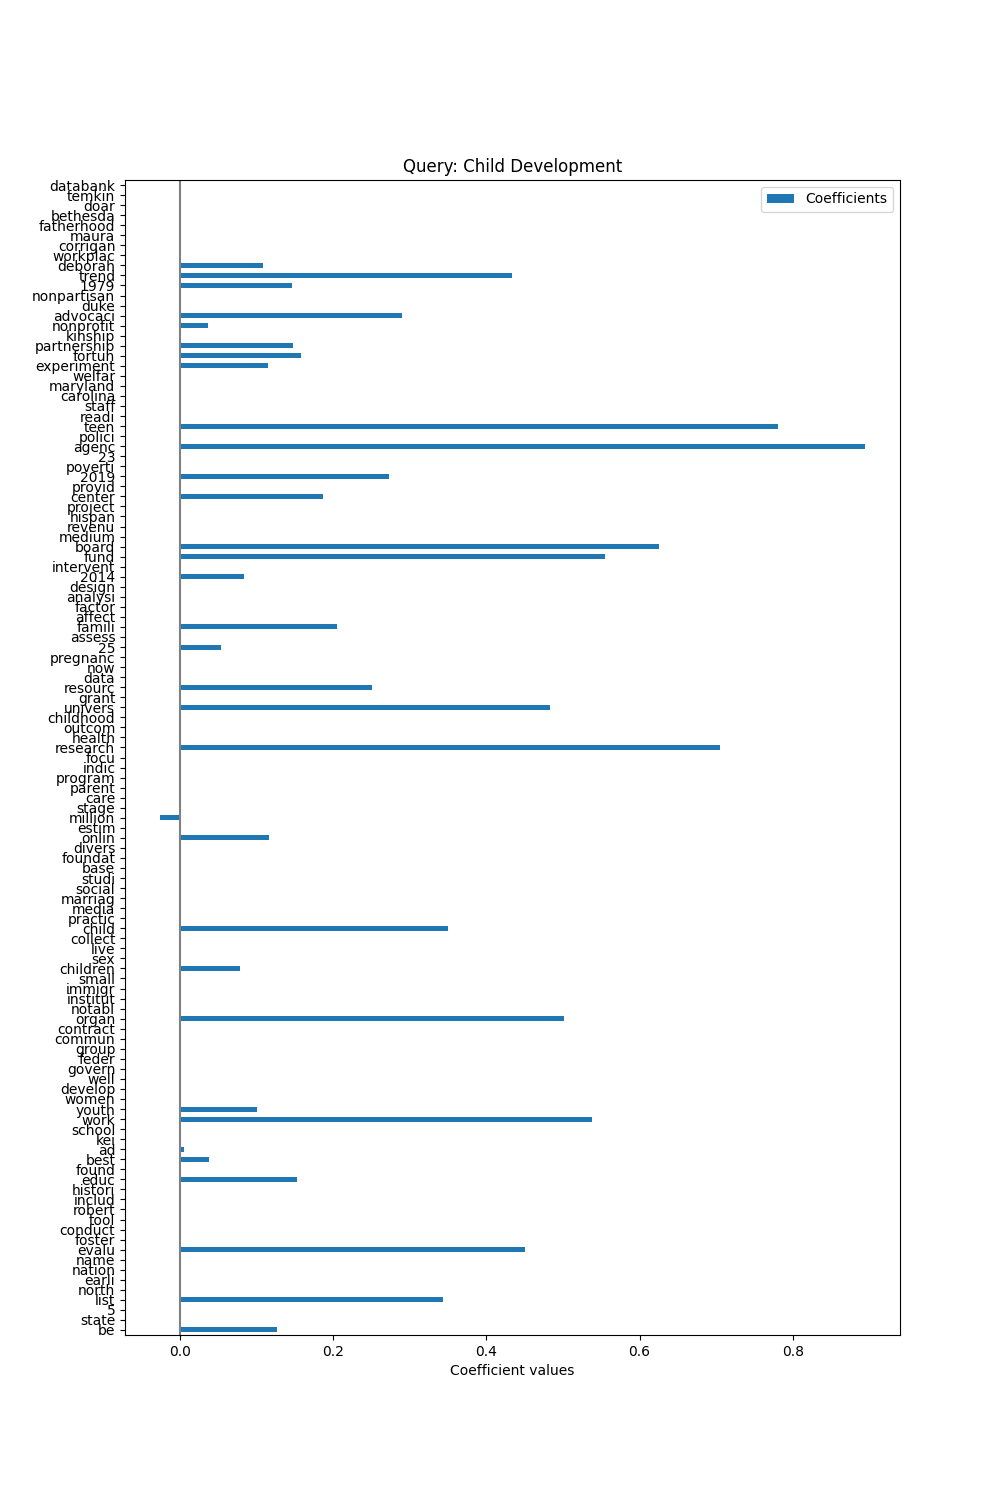 Query: Child Development
Coefficients
databank
temkin
doar
bethesda
fatherhood
maura
corrigan
workplac
deborah
trend
1979
nonpartisan
duke
advocaci
nonprofit
kinship
partnership
fortun
experiment
welfar
maryland
carolina
staff
readi
teen
polici
agenc
23
poverti
2019
provid
center
project
hispan
revenu
medium
board
fund
intervent
2014
design
analysi
factor
affect
famili
assess
25
pregnanc
now
data
resourc
grant
univers
childhood
outcom
health
research
focu
indic
program
parent
care
stage
million
estim
onlin
divers
foundat
base
studi
social
marriag
media
practic
child
collect
live
sex
children
small
immigr
institut
notabl
organ
contract
commun
group
feder
govern
well
develop
women
youth
work
school
kei
ad
best
found
educ
histori
includ
robert
tool
conduct
foster
evalu
name
nation
earli
north
list
5
state
be
0.0 0.2 0.4 0.6 0.8
Coefficient values